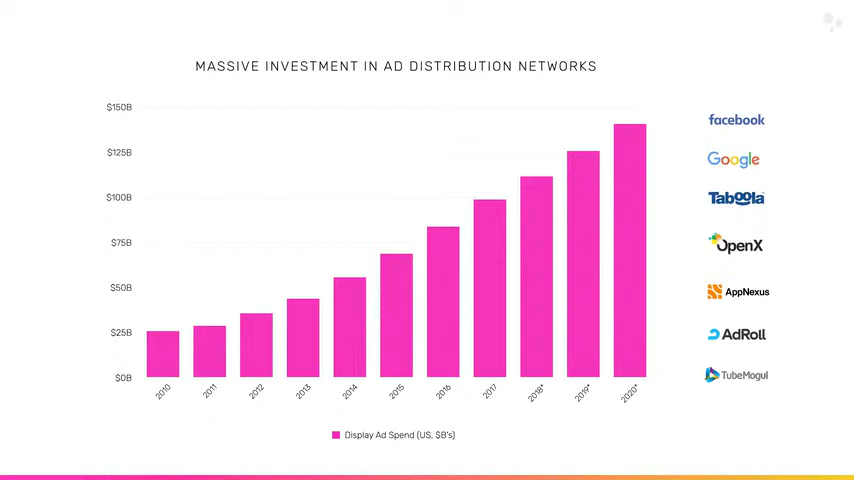 MASSIVE INVESTMENT IN AD DISTRIBUTION NETWORKS
$150B
$125B
$100B
$75B
$50B
$25B
$0B
2010
2011
2012
2013
2014
2015
2016
2017
2018*
2019*
2020*
Display Ad Spend (US, $B's)
facebook
Google
Taboola
OpenX
AppNexus
AdRoll
TubeMogul